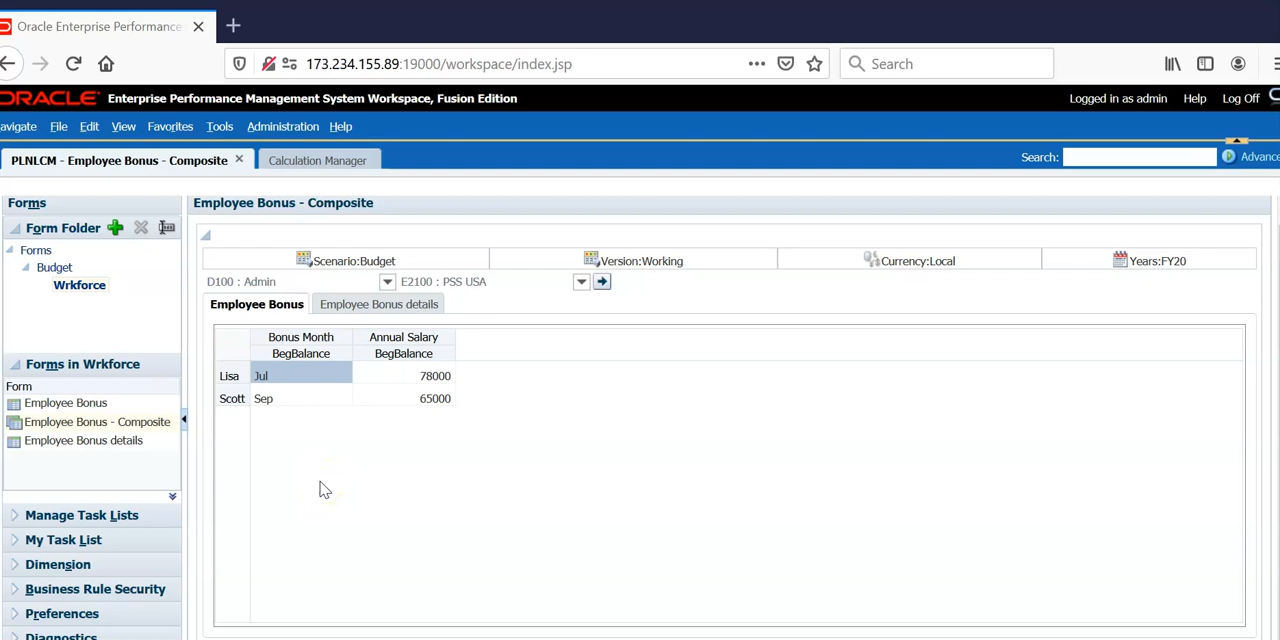 Oracle Enterprise Performance
173.234.155.89:19000/workspace/index.jsp
Search
ORACLE Enterprise Performance Management System Workspace, Fusion Edition
Logged in as admin Help Log Off
avigate File Edit View Favorites Tools Administration Help
PLNLCM - Employee Bonus - Composite Calculation Manager
Search: Advance
Forms
Form Folder
Forms
Budget
Wrkforce
Forms in Wrkforce
Form
Employee Bonus
Employee Bonus - Composite
Employee Bonus details
Manage Task Lists
My Task List
Dimension
Business Rule Security
Preferences
Diagnostics
Employee Bonus - Composite
Scenario:Budget Version:Working Currency:Local Years:FY20
D100 : Admin E2100 : PSS USA
Employee Bonus Employee Bonus details
Bonus Month Annual Salary
BegBalance BegBalance
Lisa Jul 78000
Scott Sep 65000